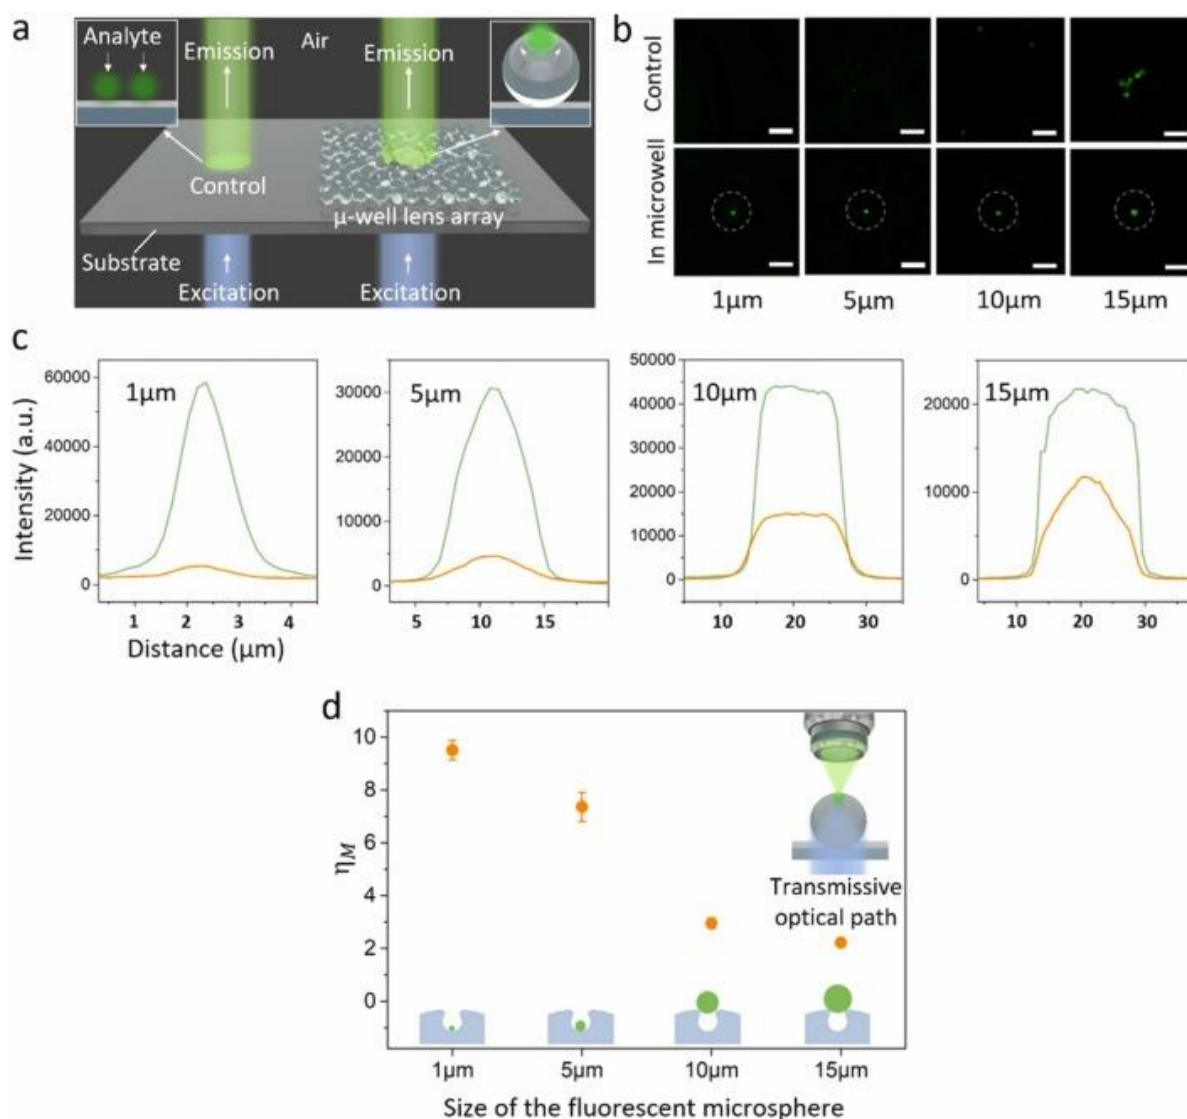 a
Analyte
Emission
Air
Emission
Control
μ-well lens array
Substrate
Excitation
Excitation
b
Control
In microwell
1μm
5μm
10μm
15μm
c
Intensity (a.u.)
60000
40000
20000
0
1μm
1 2 3 4
30000
20000
10000
0
5μm
5 10 15
50000
40000
30000
20000
10000
0
10μm
10 20 30
20000
10000
0
15μm
10 20 30
Distance (μm)
d
ηM
10
8
6
4
2
0
Transmissive
optical path
1μm
5μm
10μm
15μm
Size of the fluorescent microsphere